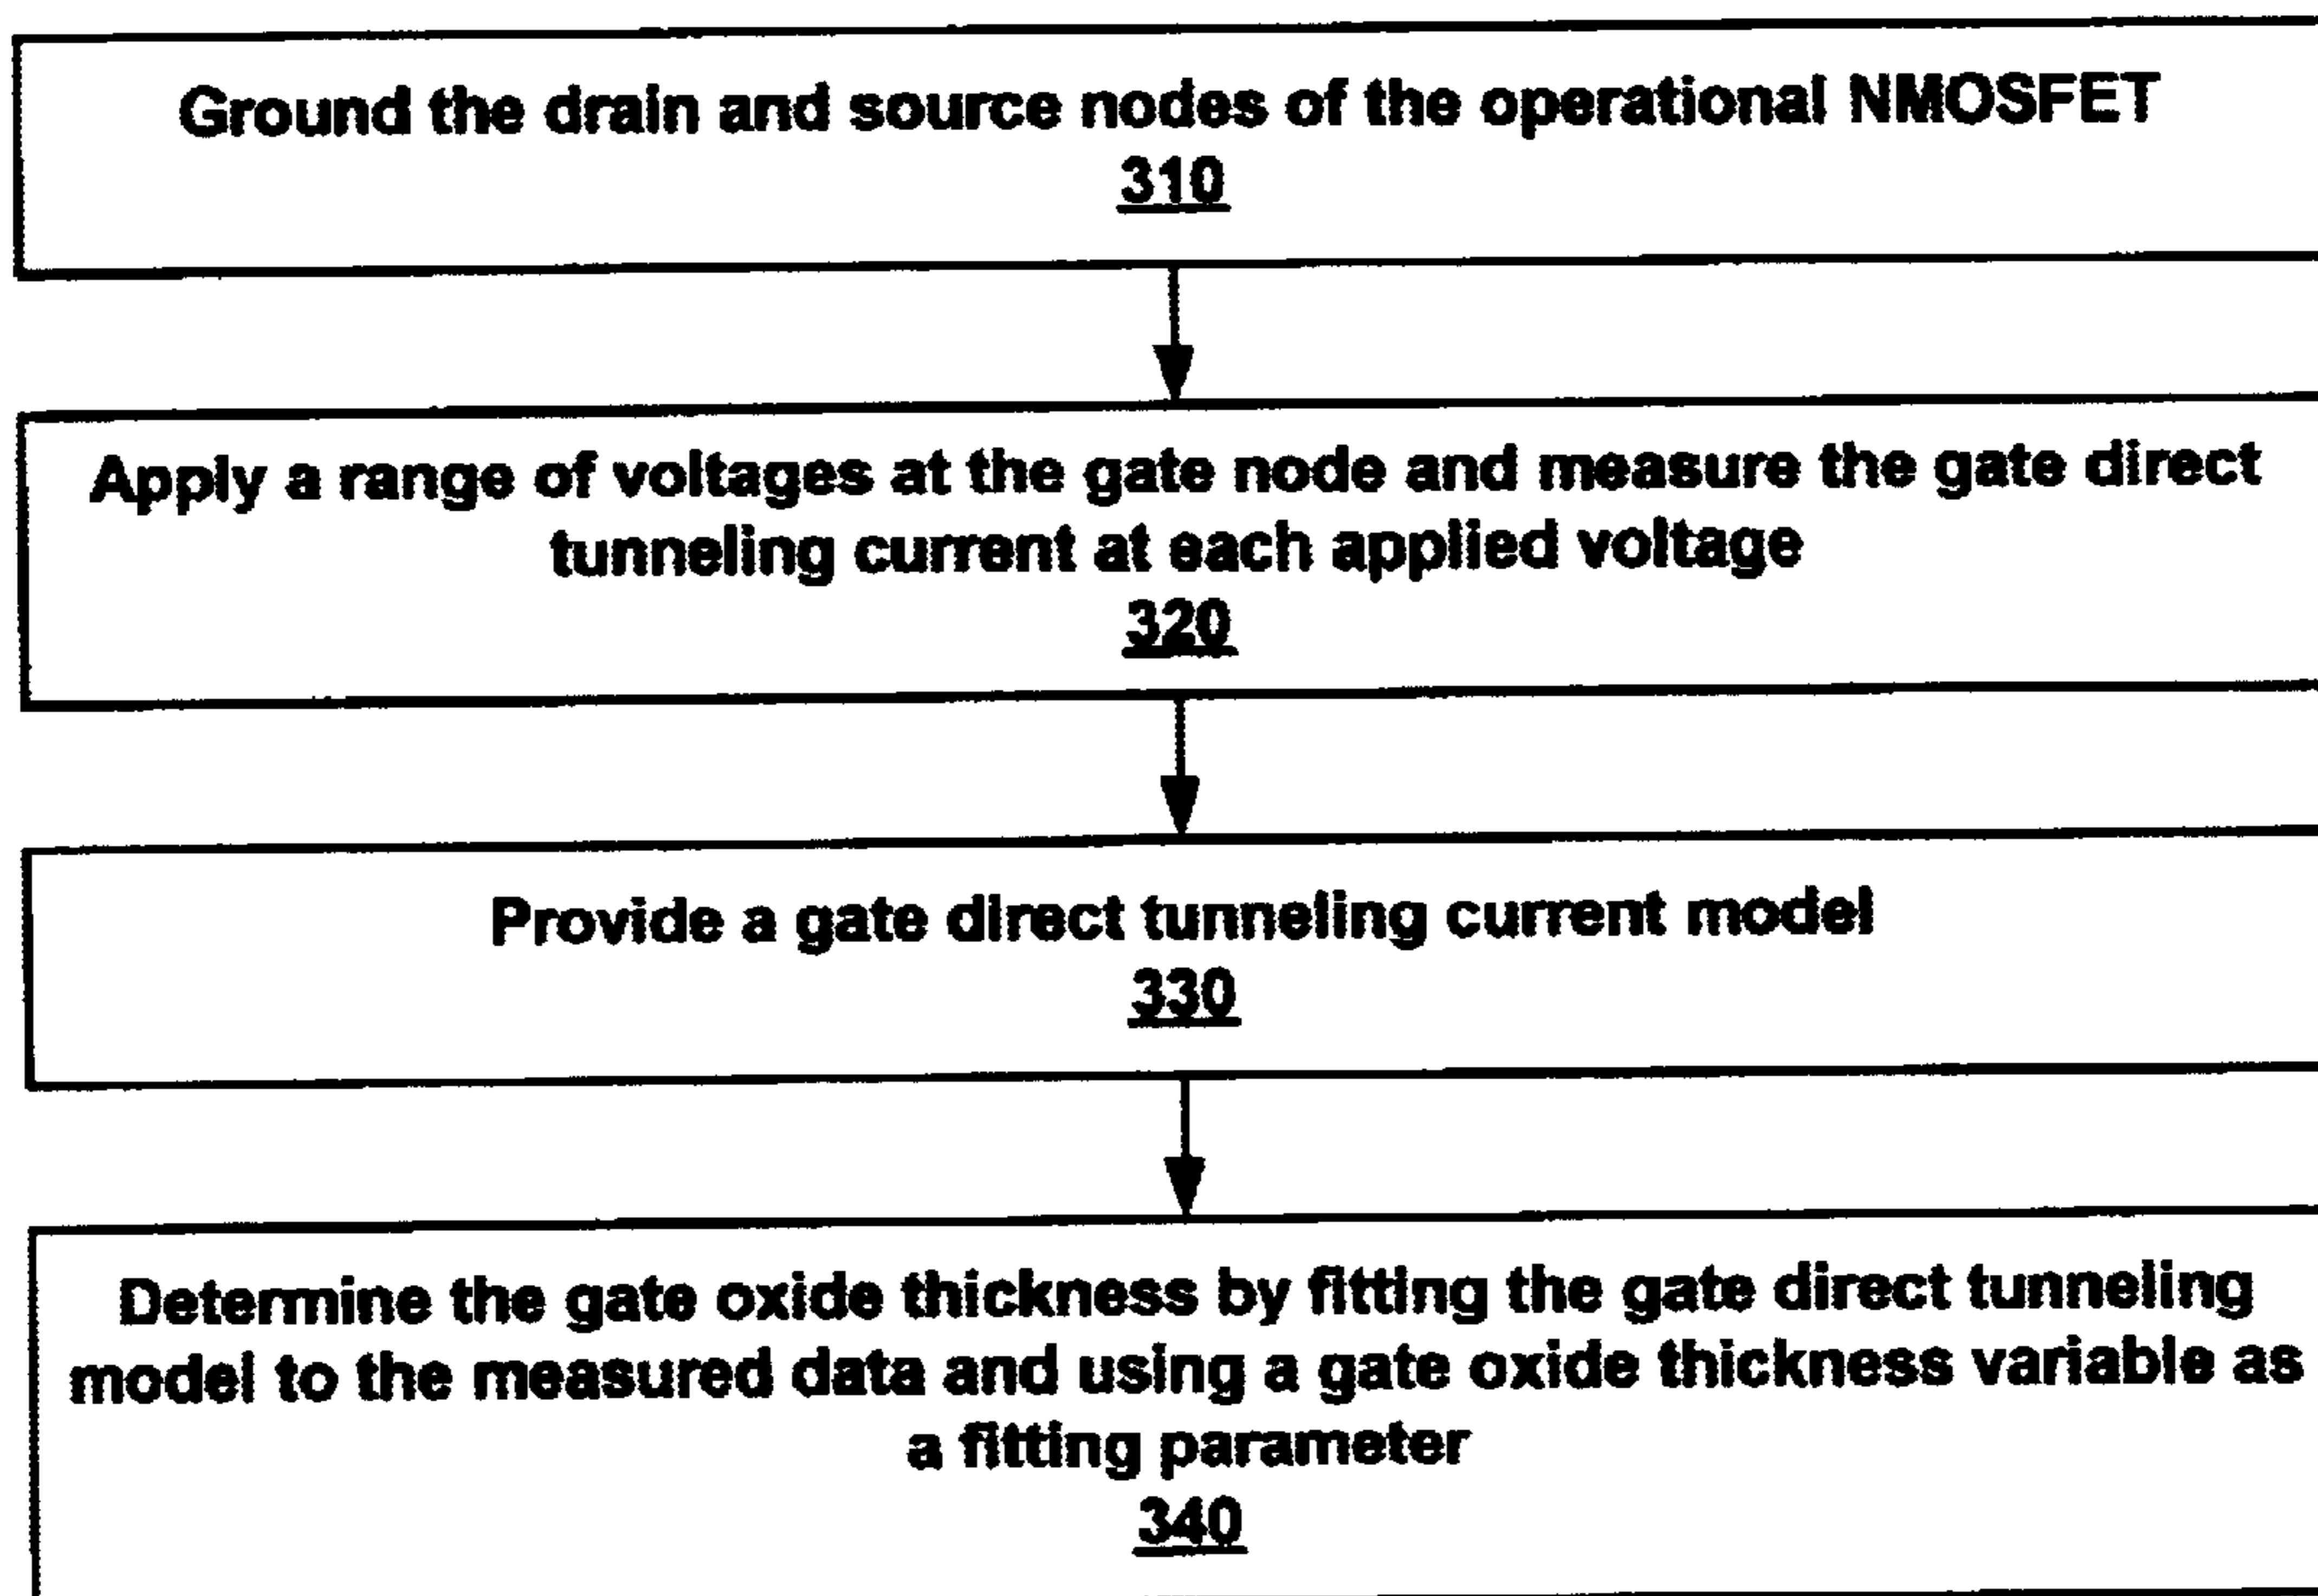 Ground the drain and source nodes of the operational NMOSFET
310
Apply a range of voltages at the gate node and measure the gate direct
tunneling current at each applied voltage
320
Provide a gate direct tunneling current model
330
Determine the gate oxide thickness by fitting the gate direct tunneling
model to the measured data and using a gate oxide thickness variable as
a fitting parameter
340